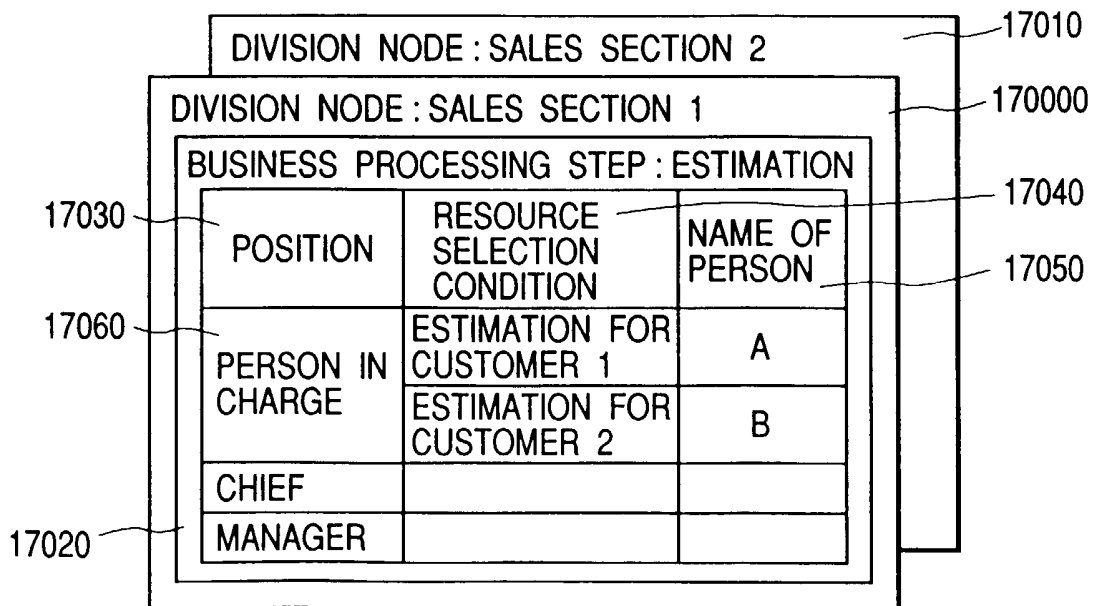 DIVISION NODE : SALES SECTION 2
17010
DIVISION NODE : SALES SECTION 1
170000
BUSINESS PROCESSING STEP : ESTIMATION
17030
POSITION
RESOURCE
SELECTION
CONDITION
17040
NAME OF
PERSON
17050
17060
PERSON IN
CHARGE
ESTIMATION FOR
CUSTOMER 1
A
ESTIMATION FOR
CUSTOMER 2
B
CHIEF
17020
MANAGER